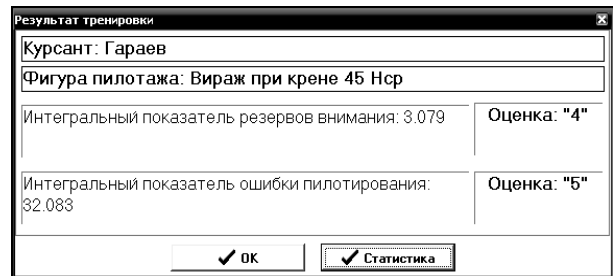 Результат тренировки
Курсант: Гараев
Фигура пилотажа: Вираж при крене 45 Нср
Интегральный показатель резервов внимания: 3.079
Оценка: "4"
Интегральный показатель ошибки пилотирования:
32.083
Оценка: "5"
OK
Статистика